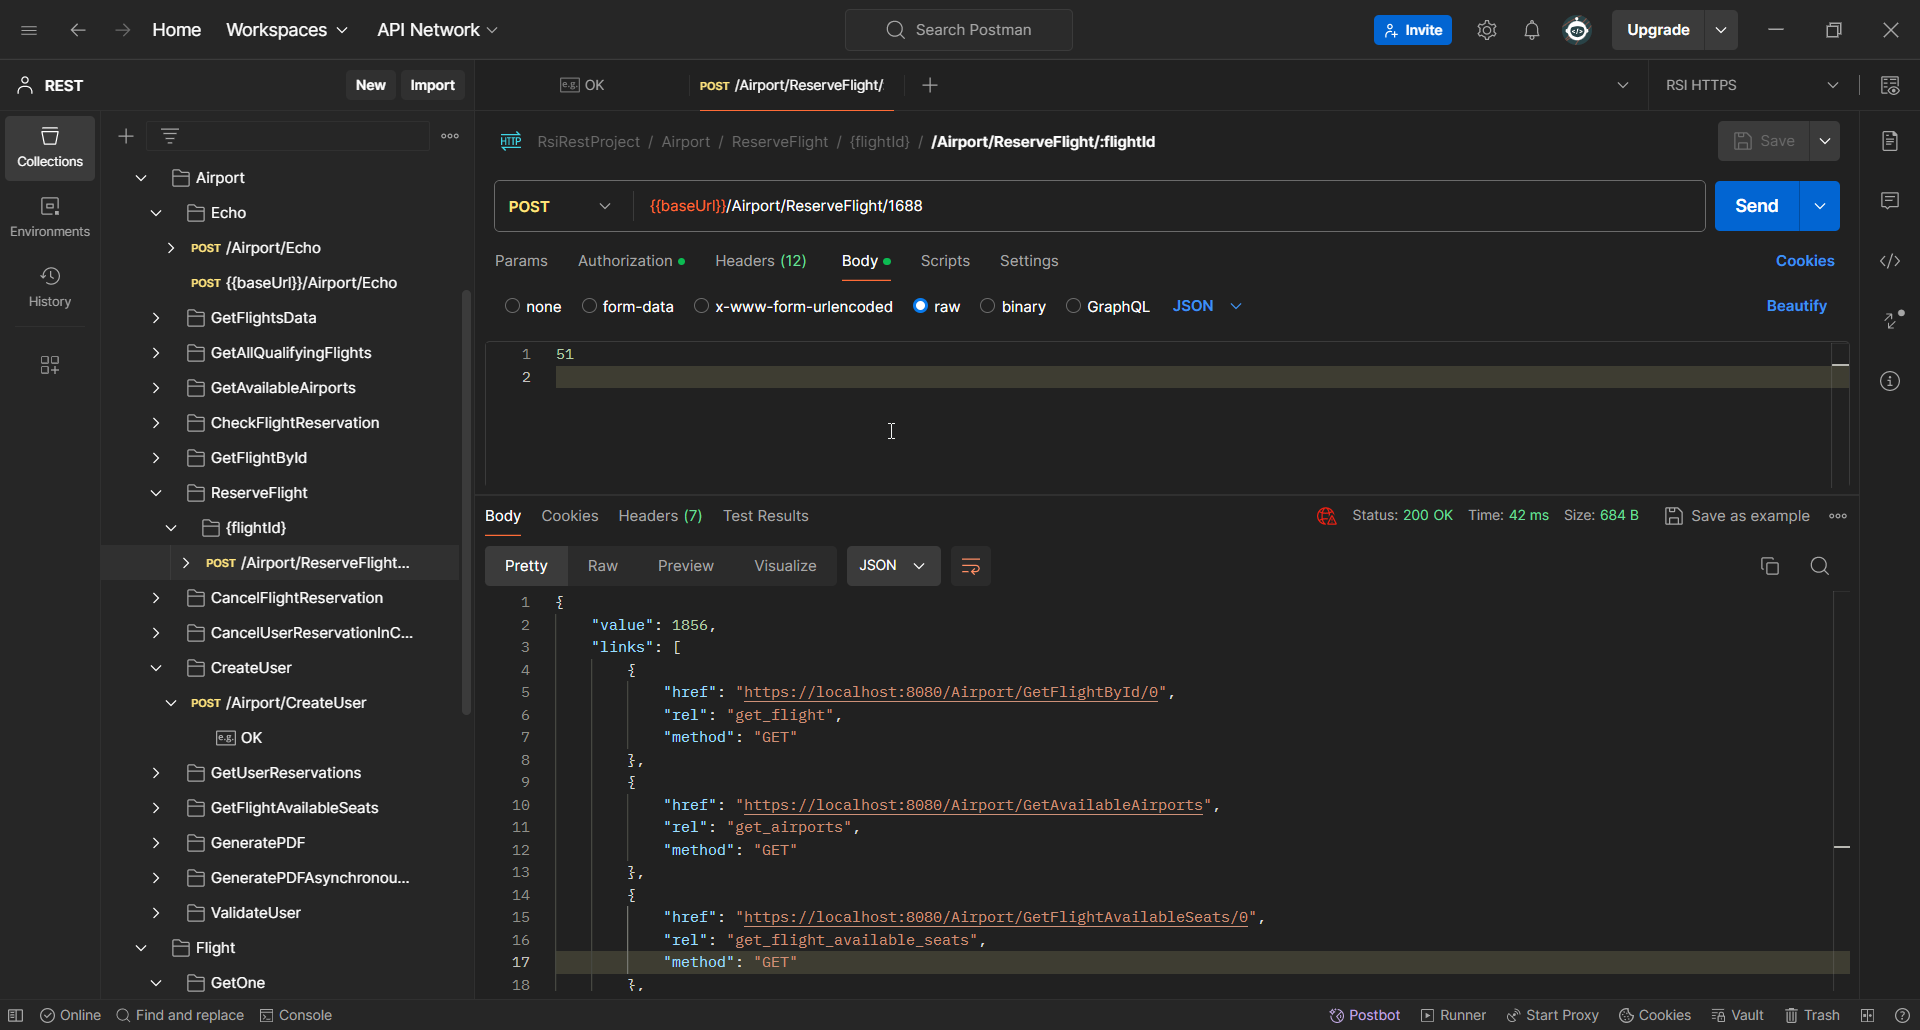 Home Workspaces API Network Search Postman Invite Upgrade
REST New Import e.g. OK POST /Airport/ReserveFlight/ RSI HTTPS
Collections
Environments
History
Airport
Echo
POST /Airport/Echo
POST {{baseUrl}}/Airport/Echo
GetFlightsData
GetAllQualifyingFlights
GetAvailableAirports
CheckFlightReservation
GetFlightById
ReserveFlight
{flightId}
POST /Airport/ReserveFlight...
CancelFlightReservation
CancelUserReservationInC...
CreateUser
POST /Airport/CreateUser
e.g. OK
GetUserReservations
GetFlightAvailableSeats
GeneratePDF
GeneratePDFAsynchronou...
ValidateUser
Flight
GetOne
HTTP RsiRestProject / Airport / ReserveFlight / {flightId} / /Airport/ReserveFlight/:flightId Save
POST {{baseUrl}}/Airport/ReserveFlight/1688 Send
Params Authorization Headers (12) Body Scripts Settings Cookies
none form-data x-www-form-urlencoded raw binary GraphQL JSON Beautify
1 51
2
Body Cookies Headers (7) Test Results Status: 200 OK Time: 42 ms Size: 684 B Save as example
Pretty Raw Preview Visualize JSON
1 {
2 "value": 1856,
3 "links": [
4 {
5 "href": "https://localhost:8080/Airport/GetFlightById/0",
6 "rel": "get_flight",
7 "method": "GET"
8 },
9 {
10 "href": "https://localhost:8080/Airport/GetAvailableAirports",
11 "rel": "get_airports",
12 "method": "GET"
13 },
14 {
15 "href": "https://localhost:8080/Airport/GetFlightAvailableSeats/0",
16 "rel": "get_flight_available_seats",
17 "method": "GET"
18 },
Online Find and replace Console Postbot Runner Start Proxy Cookies Vault Trash